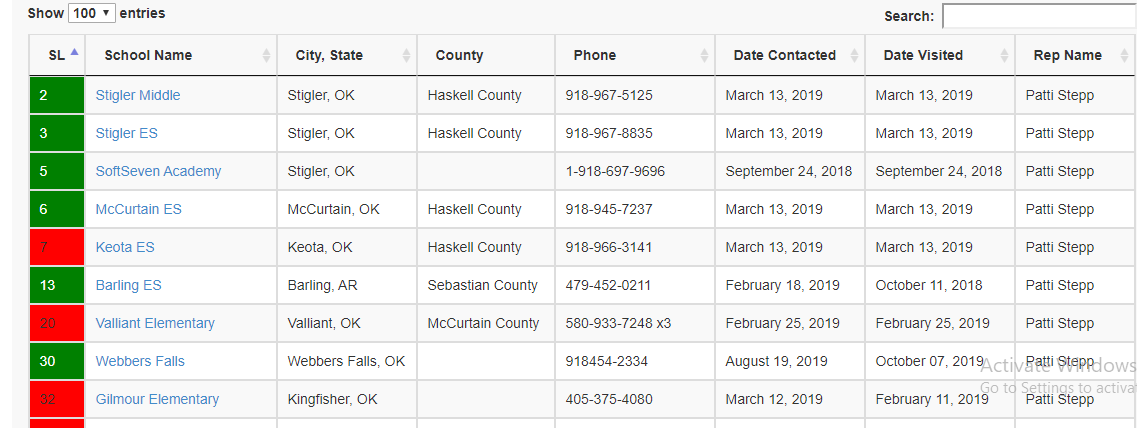 Show 100 entries
Search:
SL School Name City, State County Phone Date Contacted Date Visited Rep Name
2 Stigler Middle Stigler, OK Haskell County 918-967-5125 March 13, 2019 March 13, 2019 Patti Stepp
3 Stigler ES Stigler, OK Haskell County 918-967-8835 March 13, 2019 March 13, 2019 Patti Stepp
5 SoftSeven Academy Stigler, OK 1-918-697-9696 September 24, 2018 September 24, 2018 Patti Stepp
6 McCurtain ES McCurtain, OK Haskell County 918-945-7237 March 13, 2019 March 13, 2019 Patti Stepp
7 Keota ES Keota, OK Haskell County 918-966-3141 March 13, 2019 March 13, 2019 Patti Stepp
13 Barling ES Barling, AR Sebastian County 479-452-0211 February 18, 2019 October 11, 2018 Patti Stepp
20 Valliant Elementary Valliant, OK McCurtain County 580-933-7248 x3 February 25, 2019 February 25, 2019 Patti Stepp
30 Webbers Falls Webbers Falls, OK 918454-2334 August 19, 2019 October 07, 2019 Patti Stepp
Activate Windows
Go to Settings to activa
32 Gilmour Elementary Kingfisher, OK 405-375-4080 March 12, 2019 February 11, 2019 Patti Stepp